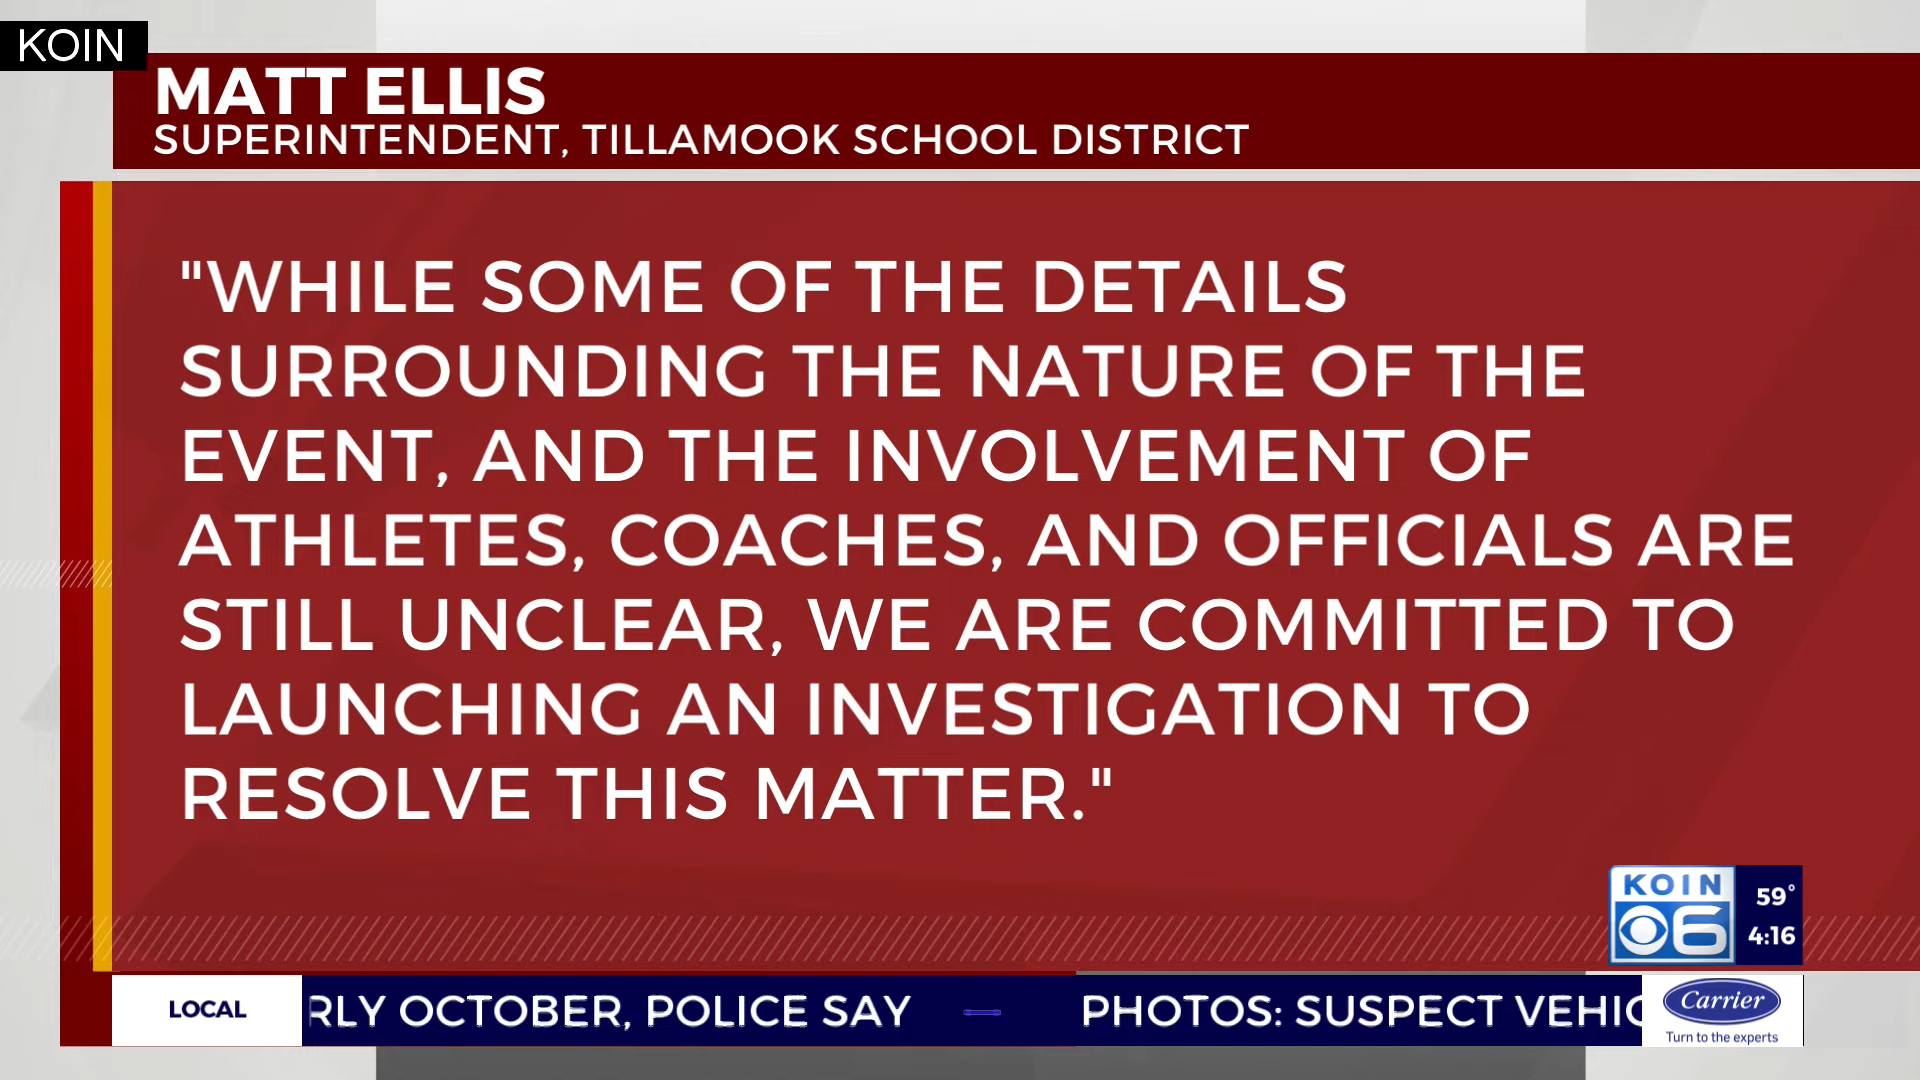 KOIN
MATT ELLIS
SUPERINTENDENT, TILLAMOOK SCHOOL DISTRICT
"WHILE SOME OF THE DETAILS
SURROUNDING THE NATURE OF THE
EVENT, AND THE INVOLVEMENT OF
ATHLETES, COACHES, AND OFFICIALS ARE
STILL UNCLEAR, WE ARE COMMITTED TO
LAUNCHING AN INVESTIGATION TO
RESOLVE THIS MATTER."
KOIN
6
59°
4:16
LOCAL
RLY OCTOBER, POLICE SAY — PHOTOS: SUSPECT VEHIC
Carrier
Turn to the experts